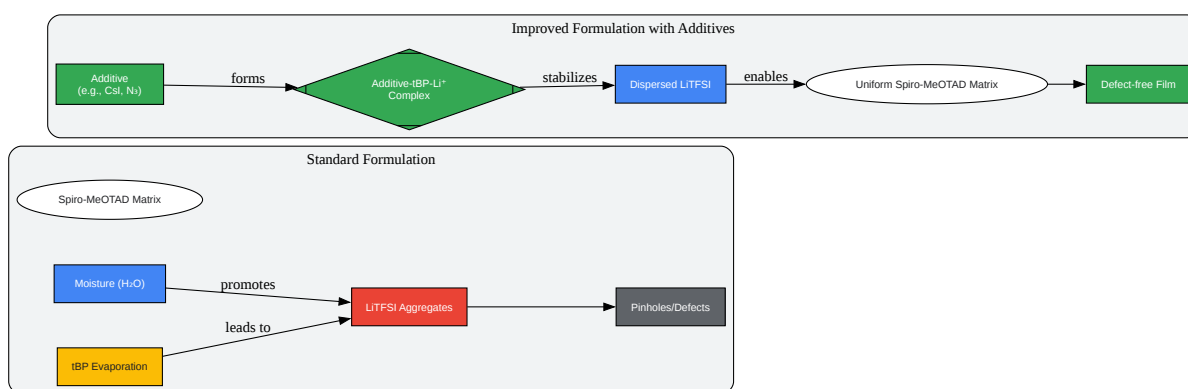 Improved Formulation with Additives
Additive
(e.g., CsI, N₃)
forms
Additive-tBP-Li⁺
Complex
stabilizes
Dispersed LiTFSI
enables
Uniform Spiro-MeOTAD Matrix
Defect-free Film
Standard Formulation
Spiro-MeOTAD Matrix
Moisture (H₂O)
promotes
LiTFSI Aggregates
Pinholes/Defects
leads to
tBP Evaporation